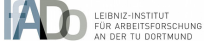 IfADo
LEIBNIZ-INSTITUT
FÜR ARBEITSFORSCHUNG
AN DER TU DORTMUND